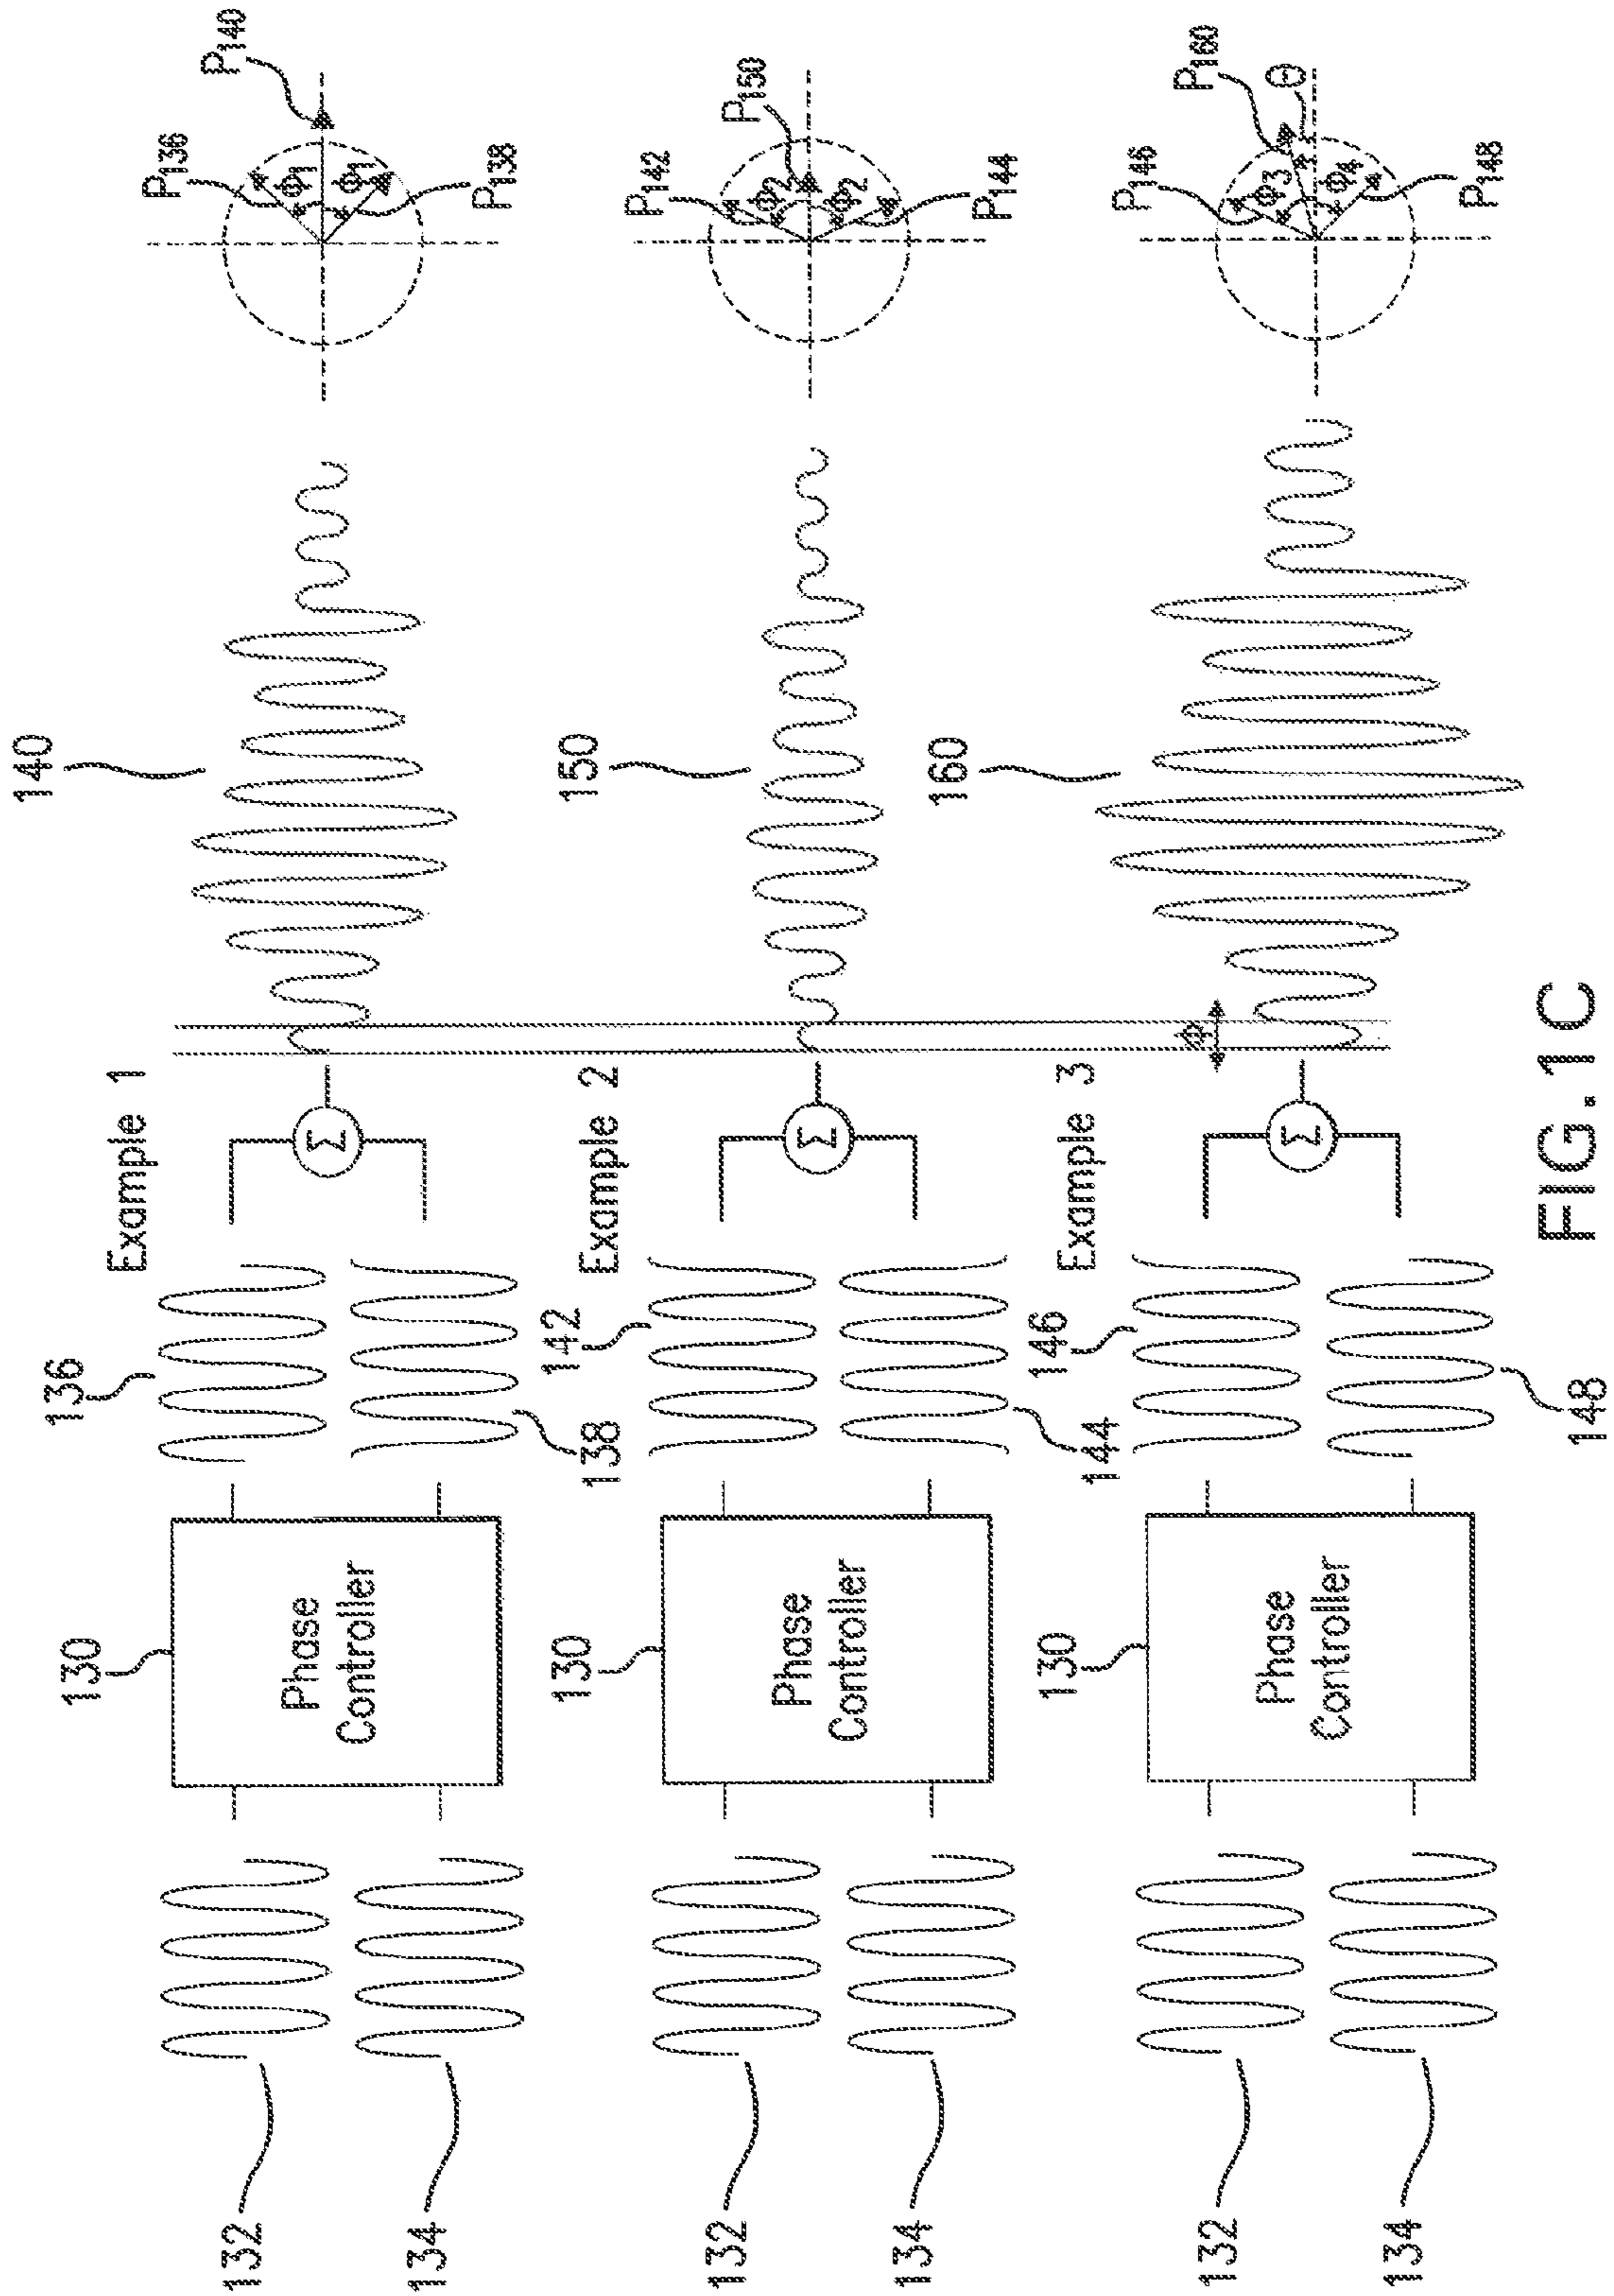 Example 1
132
134
130
Phase
Controller
136
138
Σ
140
P136
Φ1
Φ1
P138
P140
Example 2
132
134
130
Phase
Controller
142
144
Σ
150
P142
Φ2
Φ2
P144
P150
Example 3
132
134
130
Phase
Controller
146
148
Σ
Φ
160
P146
Φ3
Φ4
P148
P160
θ
FIG. 1C